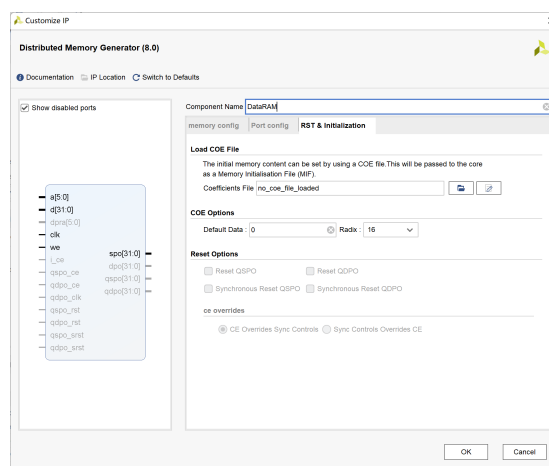 Customize IP
Distributed Memory Generator (8.0)
Documentation IP Location Switch to Defaults
Show disabled ports
a[5:0]
d[31:0]
dpra[5:0]
clk
we
i_ce
qspo_ce
qdpo_ce
qdpo_clk
qspo_rst
qdpo_rst
qspo_srst
qdpo_srst
spo[31:0]
dpo[31:0]
qspo[31:0]
qdpo[31:0]
Component Name DataRAM
memory config Port config RST & Initialization
Load COE File
The initial memory content can be set by using a COE file.This will be passed to the core
as a Memory Initialisation File (MIF).
Coefficients File no_coe_file_loaded
COE Options
Default Data : 0 Radix : 16
Reset Options
Reset QSPO Reset QDPO
Synchronous Reset QSPO Synchronous Reset QDPO
ce overrides
CE Overrides Sync Controls Sync Controls Overrides CE
OK Cancel